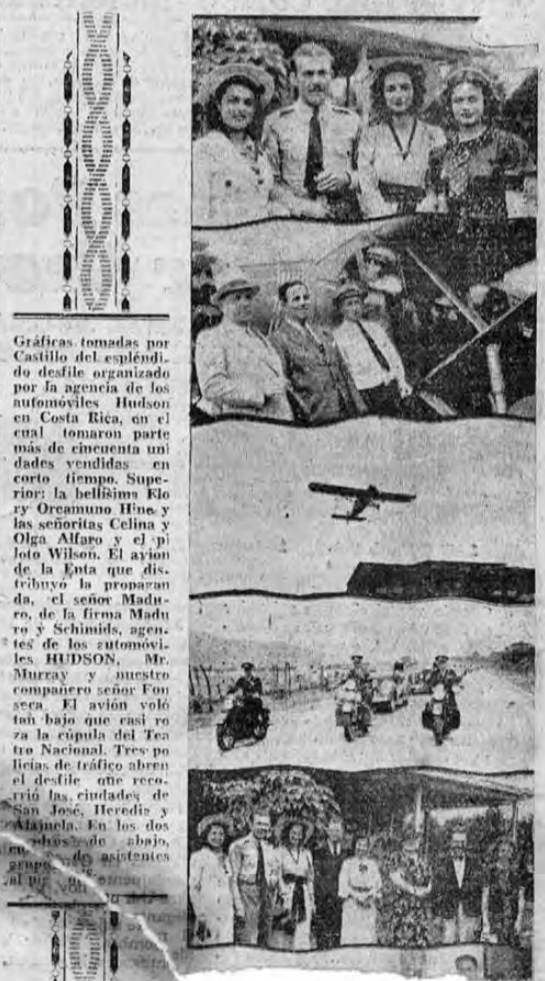 Gráficas tomadas por
Castillo del espléndi-
do desfile organizado
por la agencia de los
automóviles Hudson
en Costa Rica, en el
cual tomaron parte
más de cincuenta uni
dades vendidas en
corto tiempo. Supe-
rior: la bellísima Flo
ry Oreamuno Hine y
las señoritas Celina y
Olga Alfaro y el pi
loto Wilson. El avión
de la Enta que dis-
tribuyó la propagan
da, el señor Madu-
ro, de la firma Madu
ro y Schimids, agen-
tes de los automóvi-
les HUDSON, Mr.
Murray y nuestro
compañero señor Fon
seca. El avión voló
tan bajo que casi ro
za la cúpula del Tea
tro Nacional. Tres po
licías de tráfico abren
el desfile que reco-
rrió las ciudades de
San José, Heredia y
Alajuela. En los dos
de abajo,
de asistentes
al